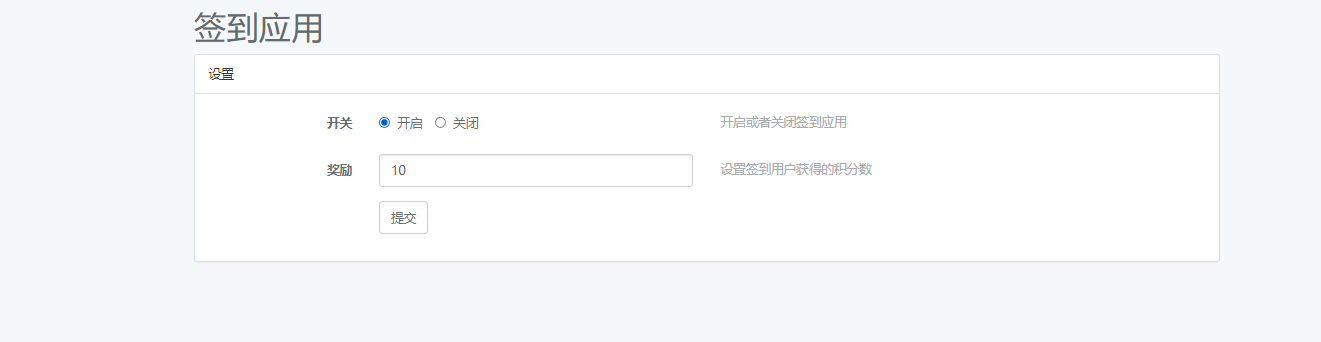 签到应用
设置
开关 开启 关闭 开启或者关闭签到应用
奖励 10 设置签到用户获得的积分数
提交